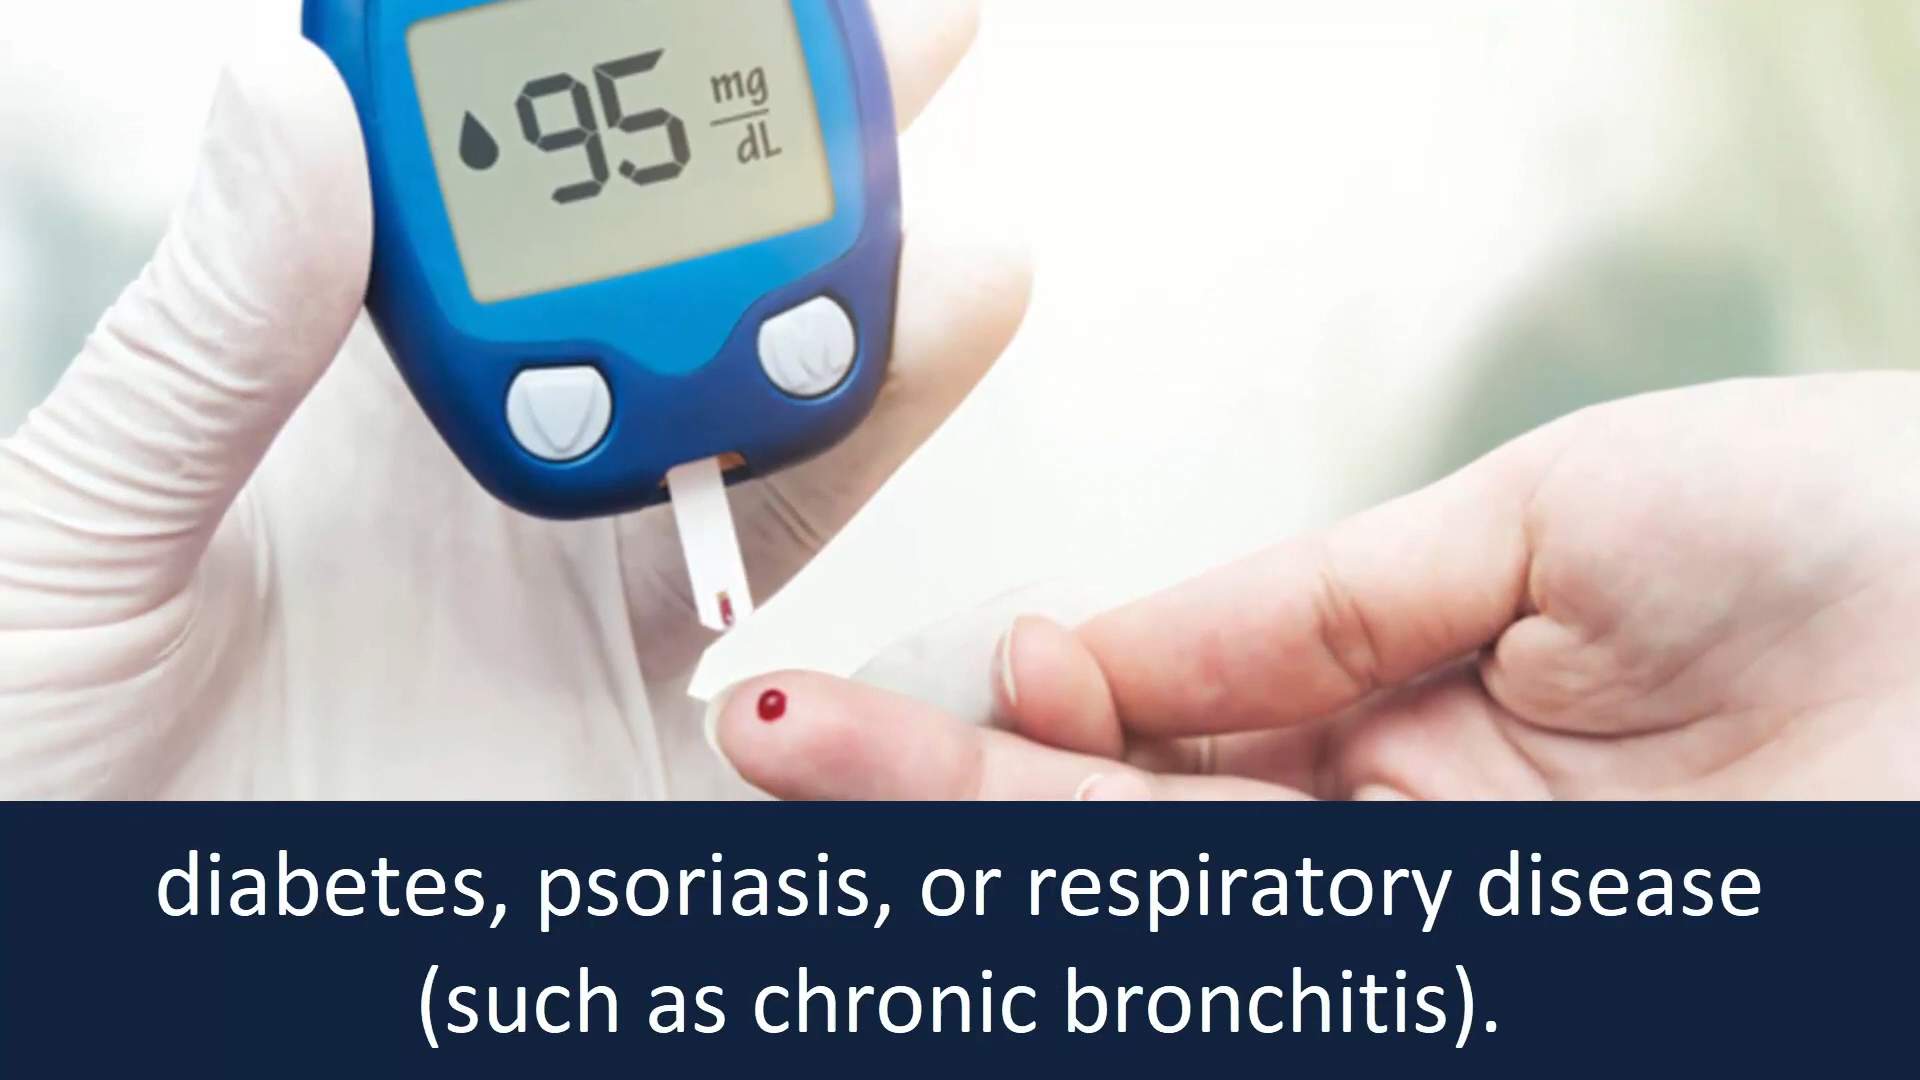 95 mg
dL
diabetes, psoriasis, or respiratory disease
(such as chronic bronchitis).